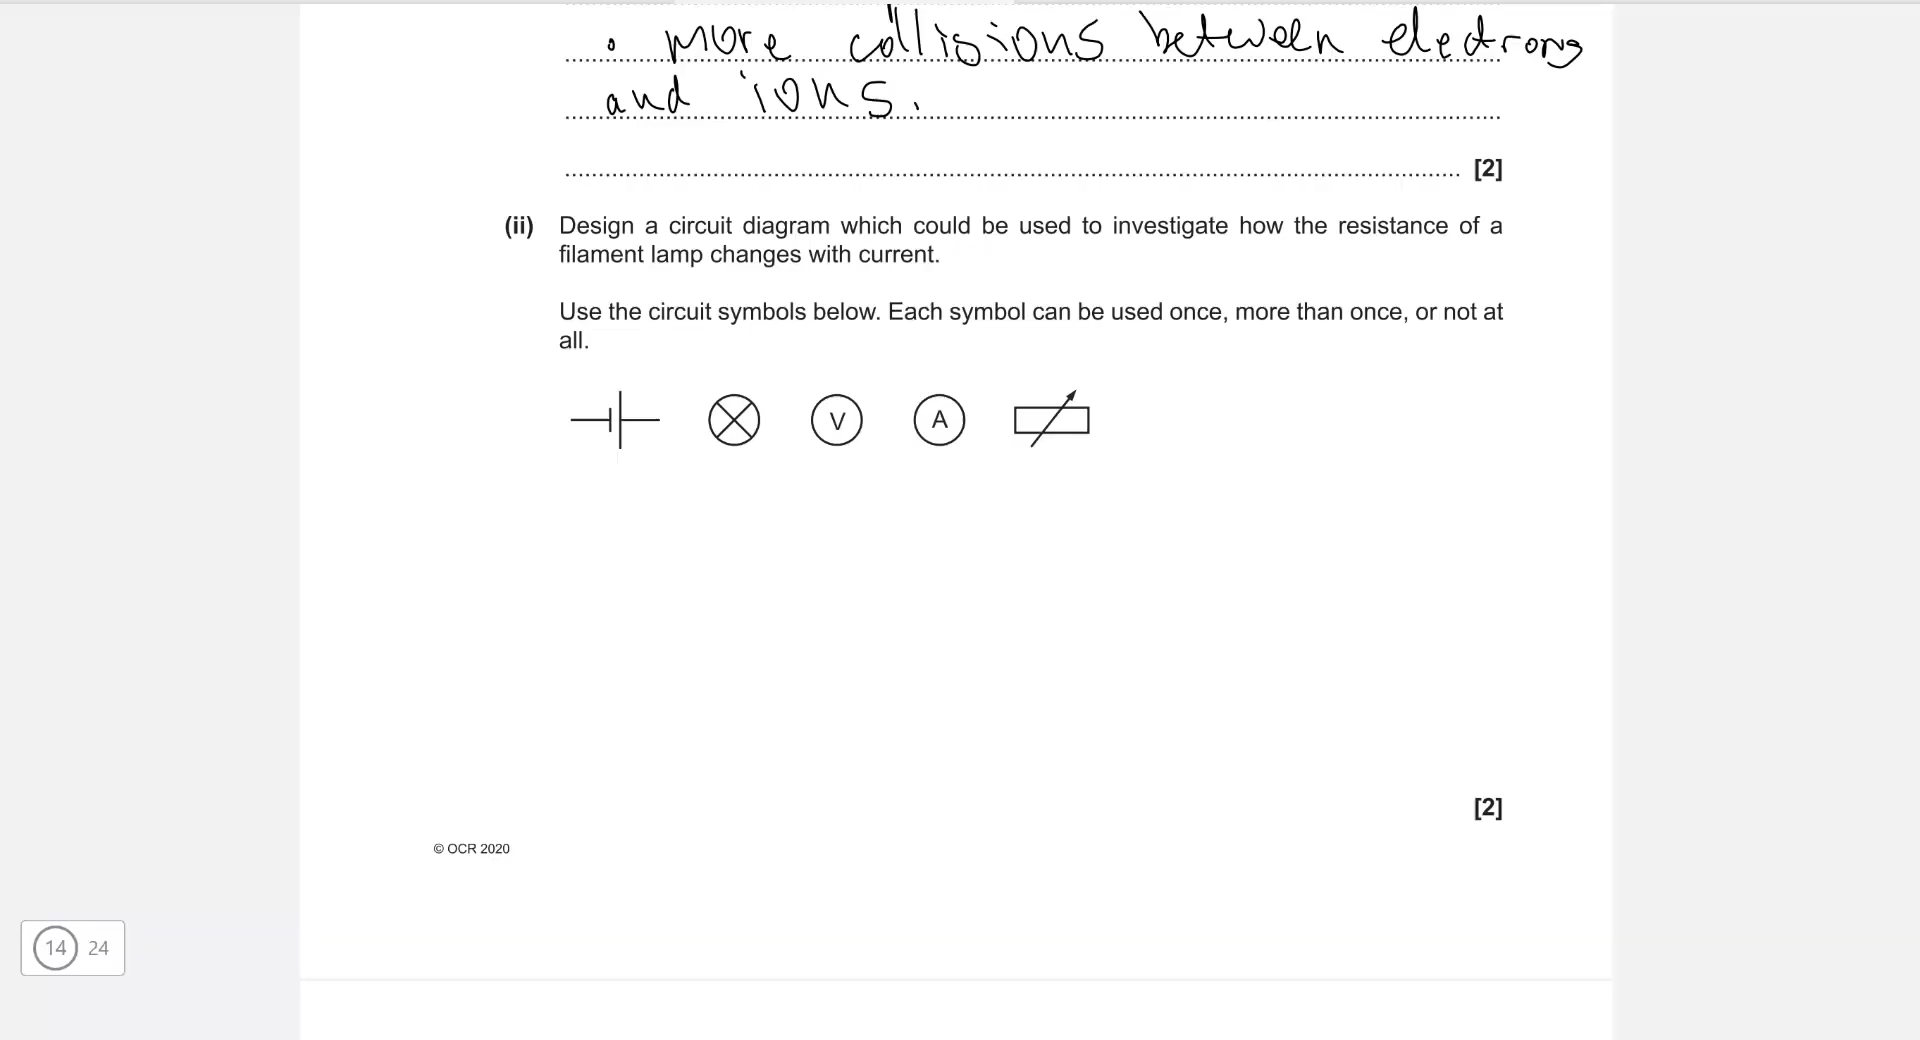 • more collisions between electrons
and ions.
[2]
(ii) Design a circuit diagram which could be used to investigate how the resistance of a
filament lamp changes with current.
Use the circuit symbols below. Each symbol can be used once, more than once, or not at
all.
V A
[2]
© OCR 2020
14 24